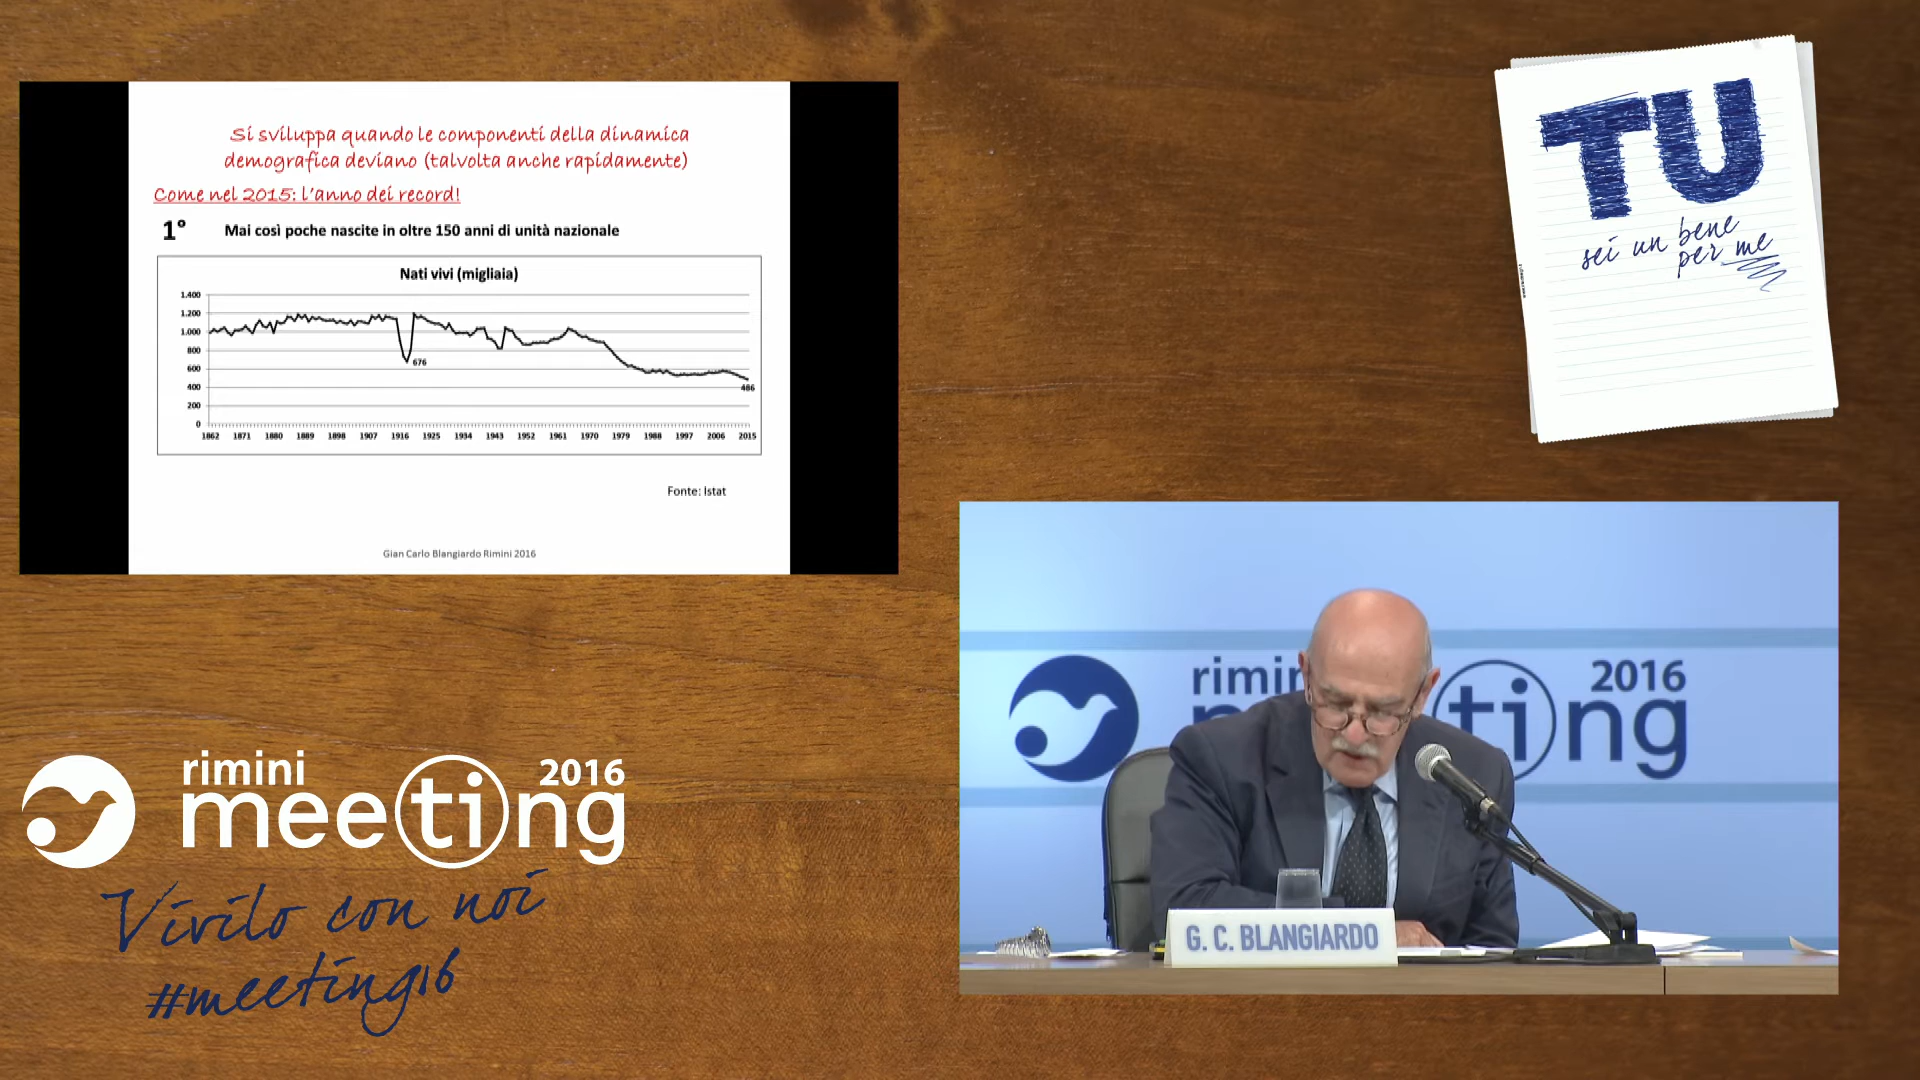 Si sviluppa quando le componenti della dinamica
demografica deviano (talvolta anche rapidamente)
Come nel 2015: l'anno dei record!
1° Mai così poche nascite in oltre 150 anni di unità nazionale
Nati vivi (migliaia)
1.400
1.200
1.000
800
600
400
200
0
676
486
1862 1871 1880 1889 1898 1907 1916 1925 1934 1943 1952 1961 1970 1979 1988 1997 2006 2015
Fonte: Istat
Gian Carlo Blangiardo Rimini 2016
TU
sei un bene
per me
rimini 2016
meeting
G. C. BLANGIARDO
rimini 2016
meeting
Vivilo con noi
#meeting16